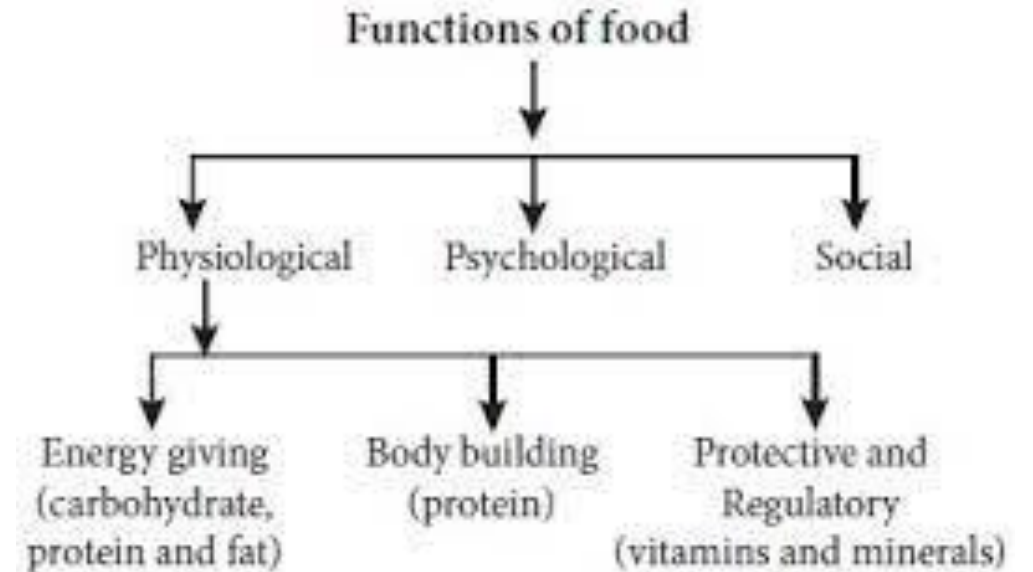 Functions of food
Physiological Psychological Social
Energy giving Body building Protective and
(carbohydrate, (protein) Regulatory
protein and fat) (vitamins and minerals)